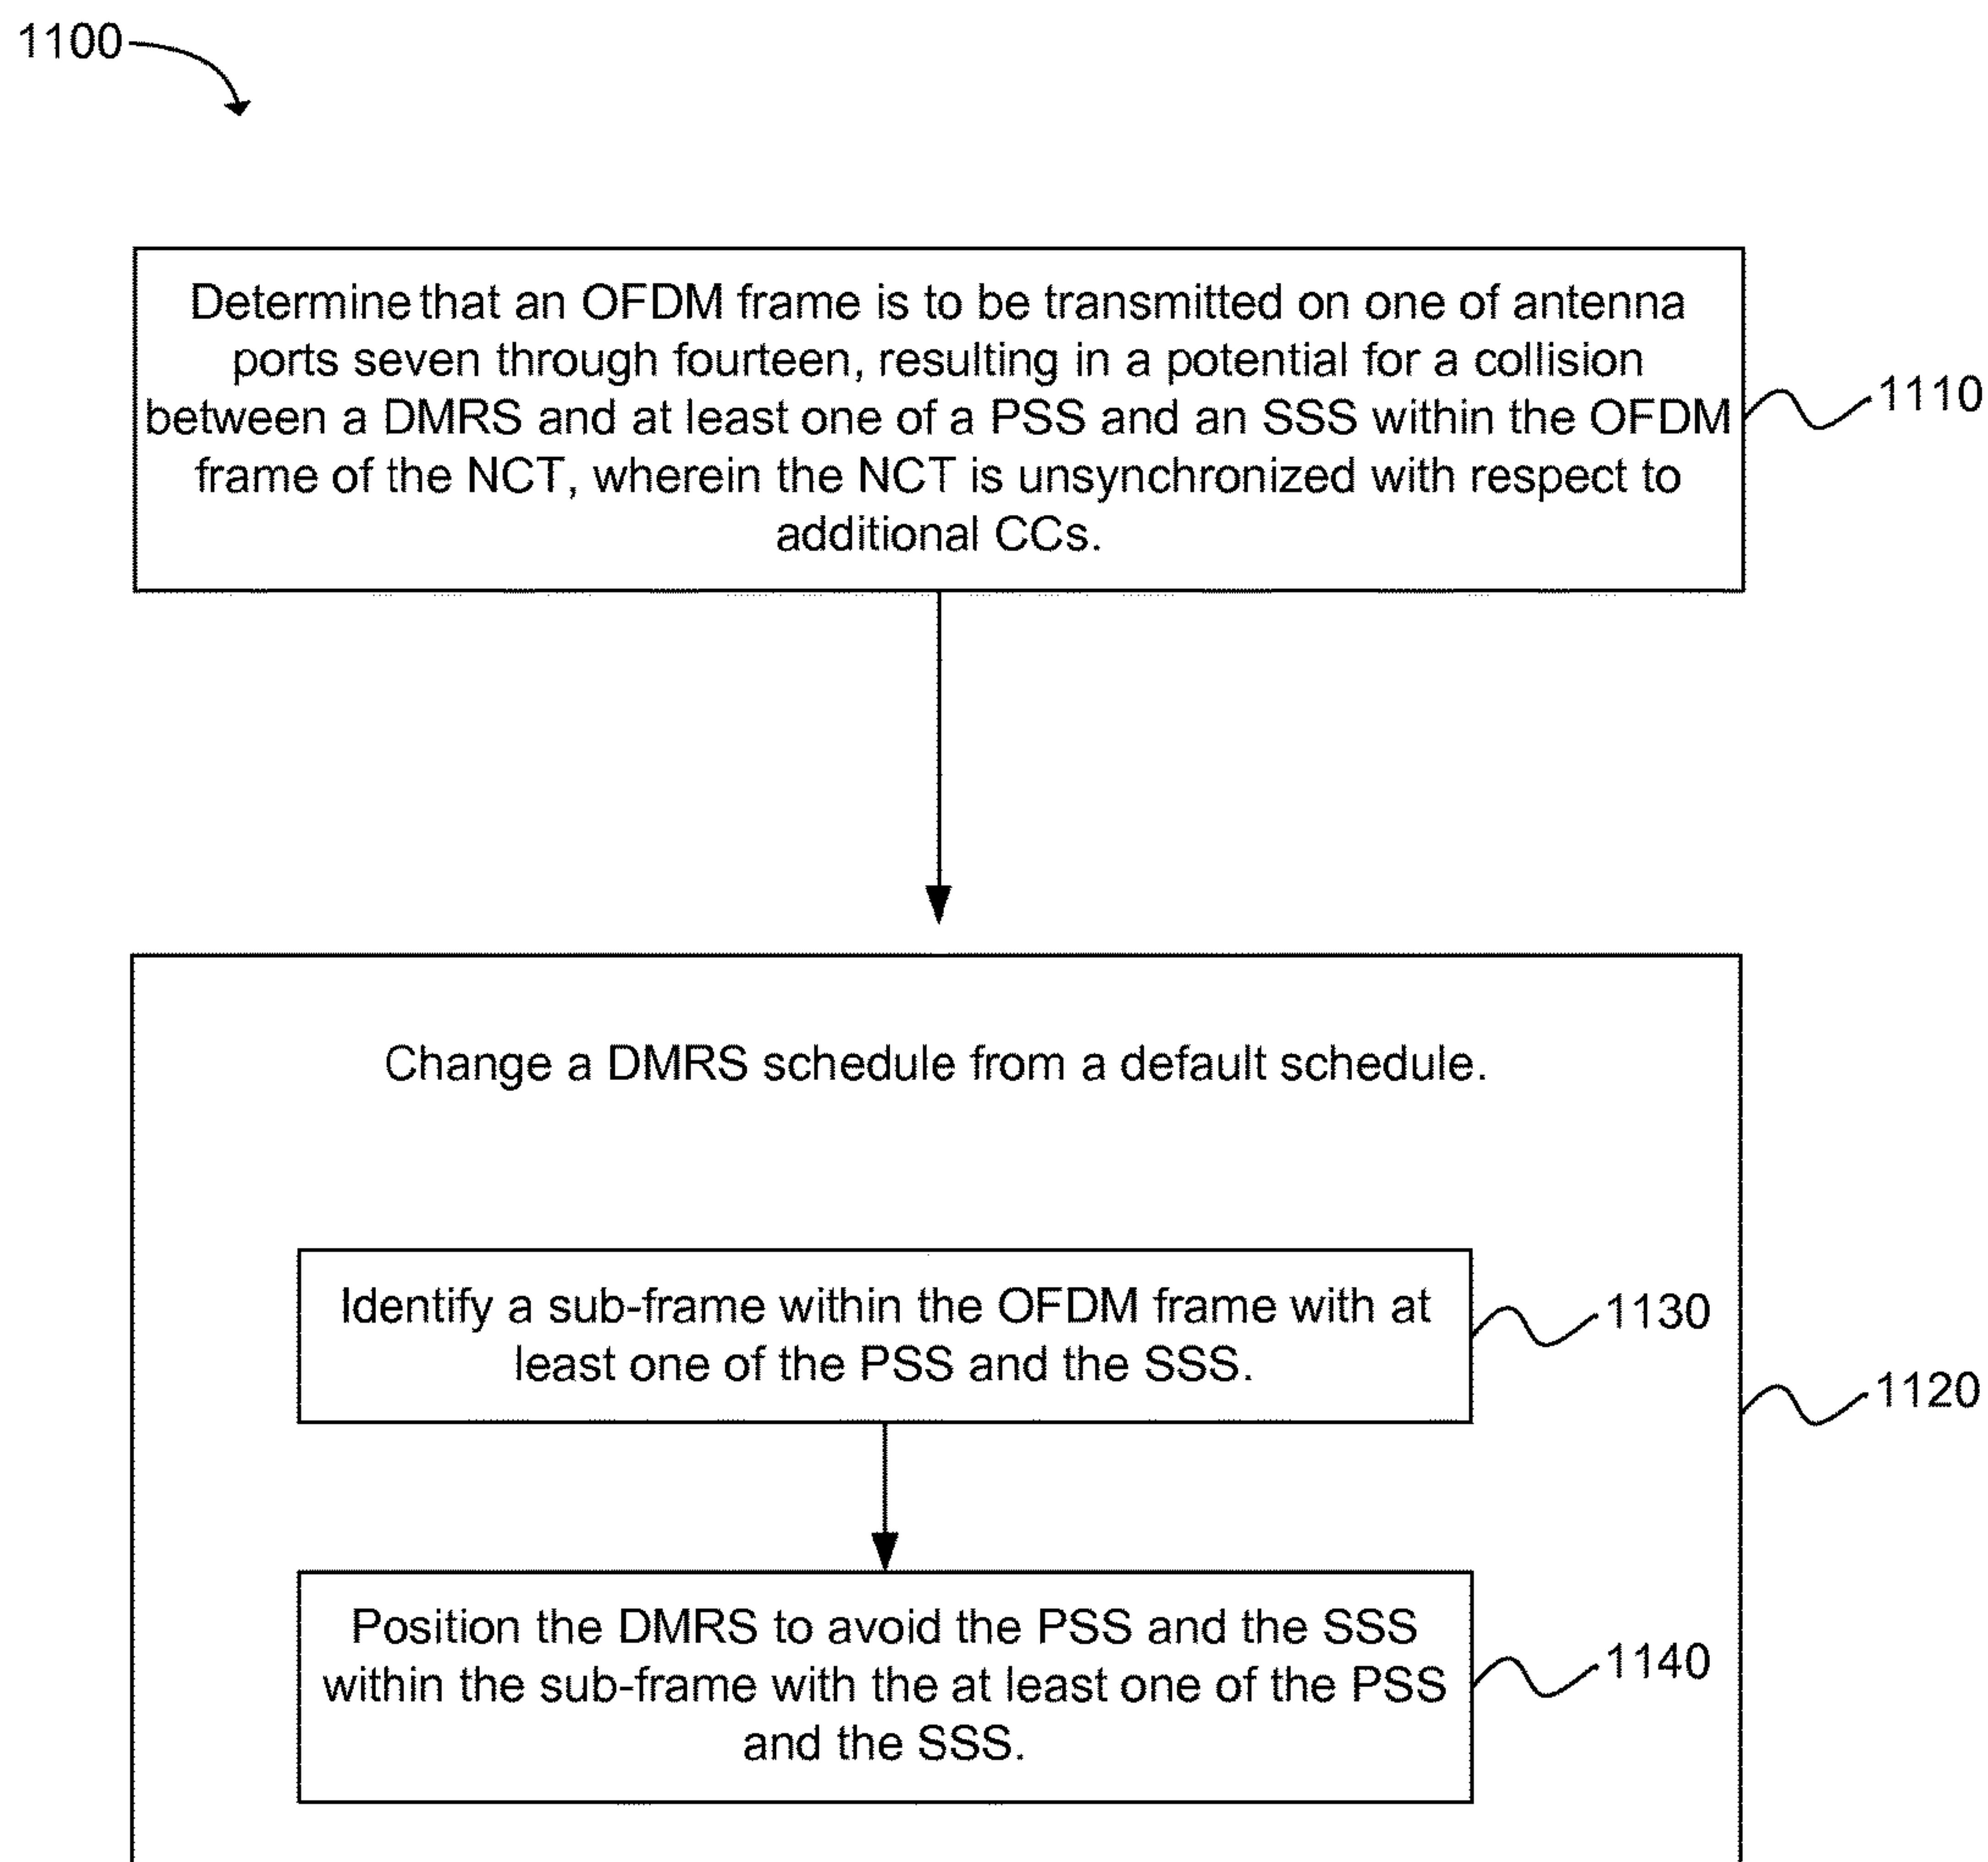 1100
Determine that an OFDM frame is to be transmitted on one of antenna
ports seven through fourteen, resulting in a potential for a collision
between a DMRS and at least one of a PSS and an SSS within the OFDM
frame of the NCT, wherein the NCT is unsynchronized with respect to
additional CCs.
1110
Change a DMRS schedule from a default schedule.
Identify a sub-frame within the OFDM frame with at
least one of the PSS and the SSS.
1130
1120
Position the DMRS to avoid the PSS and the SSS
within the sub-frame with the at least one of the PSS
and the SSS.
1140